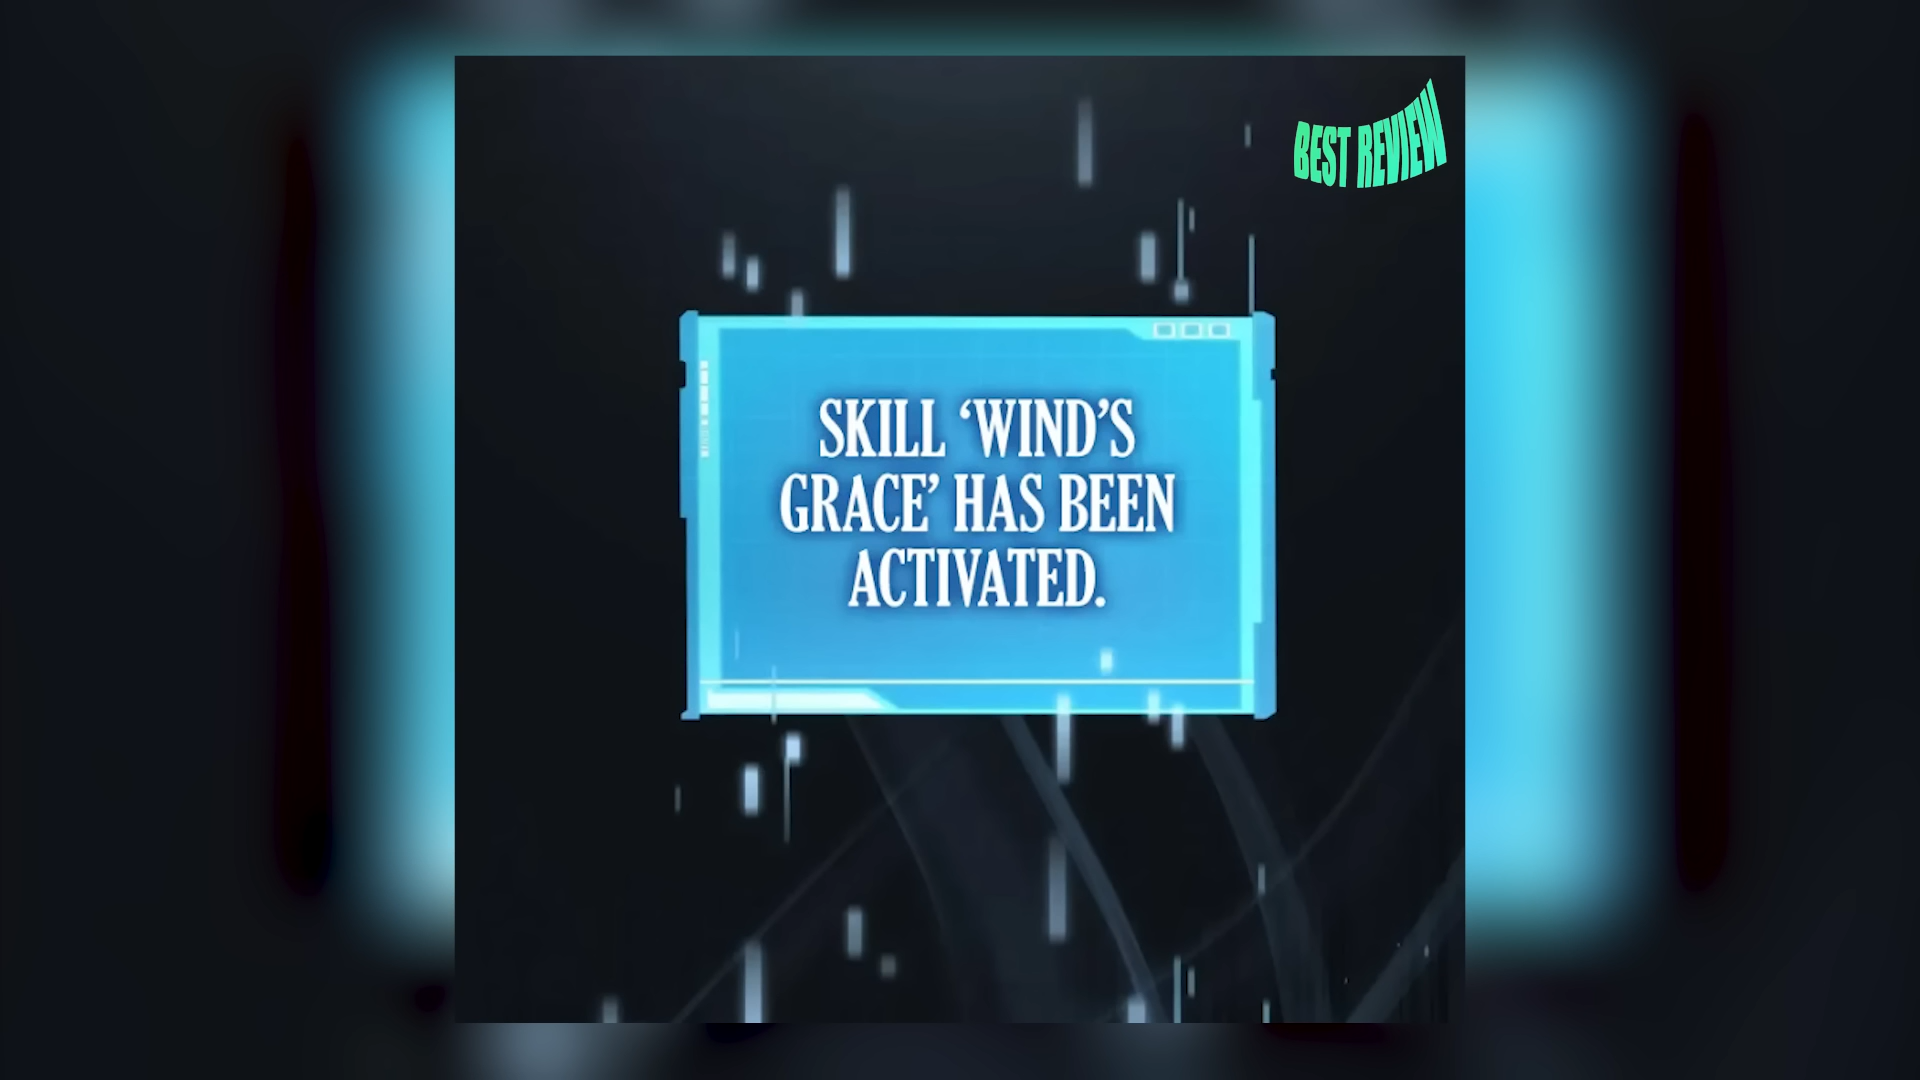 BEST REVIEW
SKILL ‘WIND’S
GRACE’ HAS BEEN
ACTIVATED.